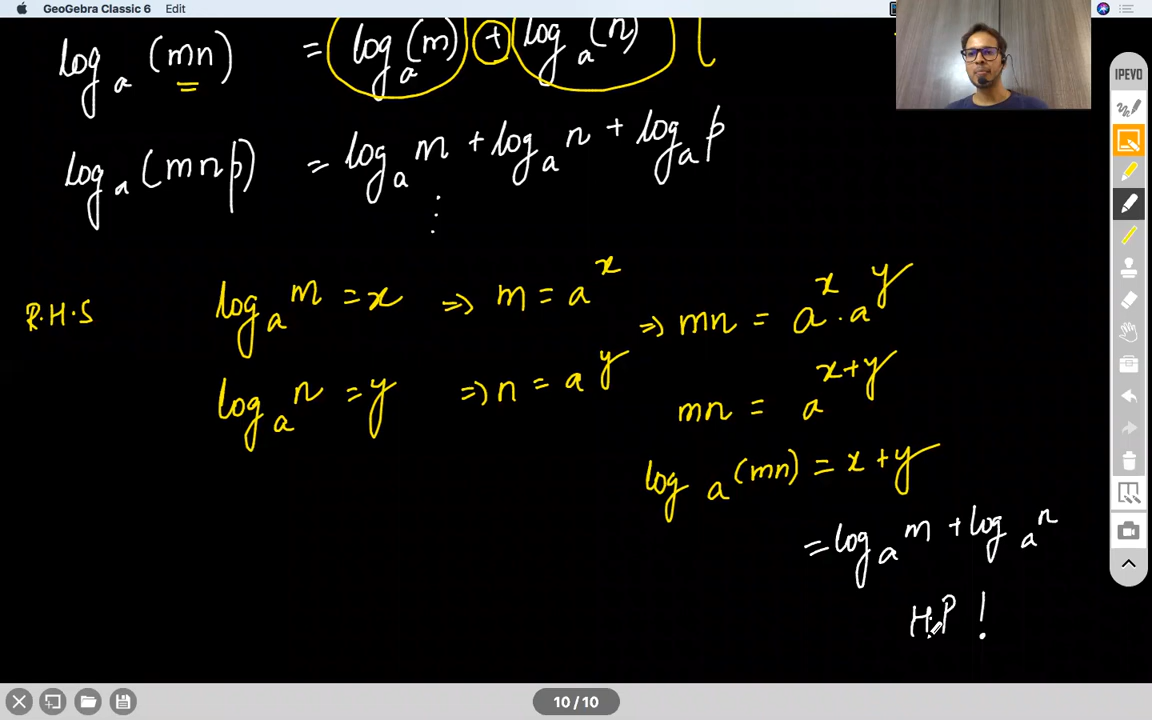 GeoGebra Classic 6 Edit
log_a (mn) = log_a (m) + log_a (n)
IPEVO
log_a (mnp) = log_a m + log_a n + log_a p
⋮
R.H.S log_a m = x ⇒ m = a^x ⇒ mn = a^x . a^y
log_a n = y ⇒ n = a^y mn = a^{x+y}
log_a (mn) = x + y
= log_a m + log_a n
H.P !
10 / 10